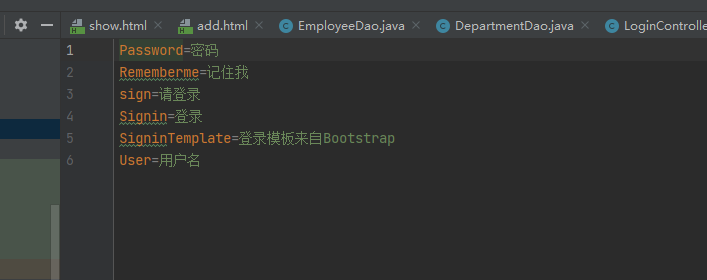 show.html
add.html
EmployeeDao.java
DepartmentDao.java
LoginControlle
1 Password=密码
2 Rememberme=记住我
3 sign=请登录
4 Signin=登录
5 SigninTemplate=登录模板来自Bootstrap
6 User=用户名